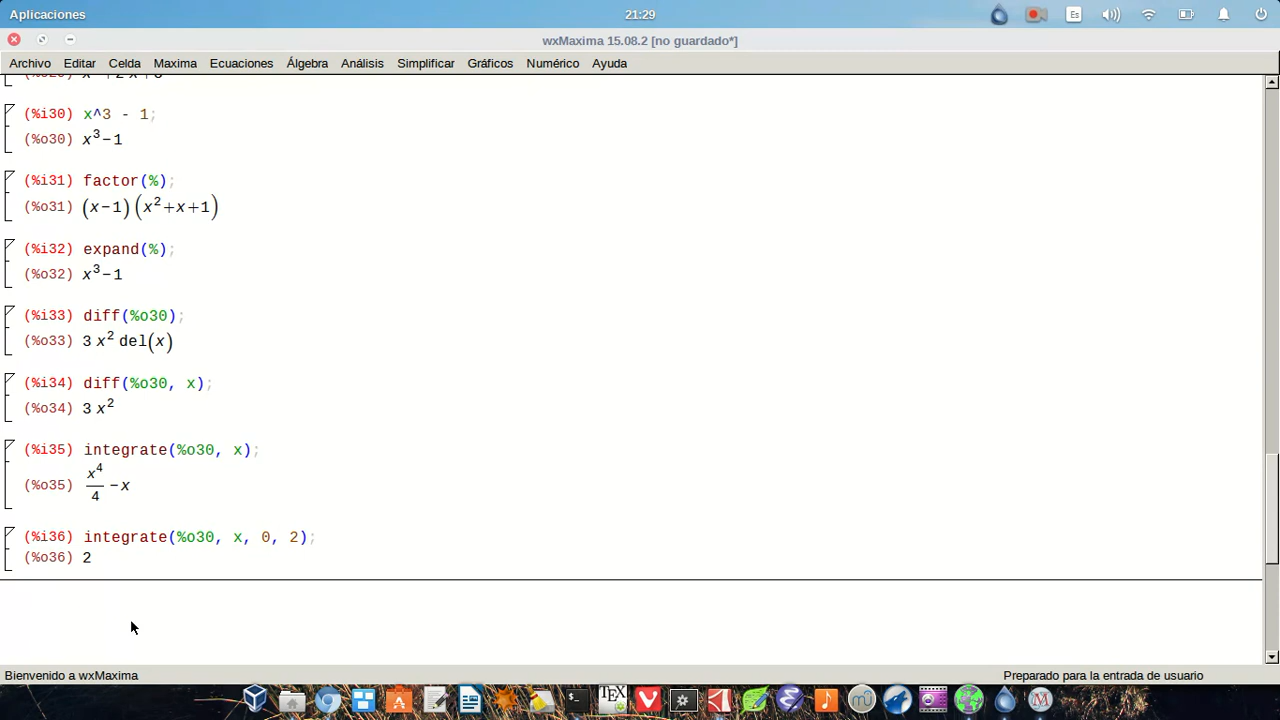 Aplicaciones 21:29 Es
wxMaxima 15.08.2 [no guardado*]
Archivo Editar Celda Maxima Ecuaciones Álgebra Análisis Simplificar Gráficos Numérico Ayuda
(%i30) x^3 - 1;
(%o30) x³-1
(%i31) factor(%);
(%o31) (x-1)(x²+x+1)
(%i32) expand(%);
(%o32) x³-1
(%i33) diff(%o30);
(%o33) 3 x² del(x)
(%i34) diff(%o30, x);
(%o34) 3 x²
(%i35) integrate(%o30, x);
(%o35) x⁴/4 -x
(%i36) integrate(%o30, x, 0, 2);
(%o36) 2
Bienvenido a wxMaxima Preparado para la entrada de usuario
TEX